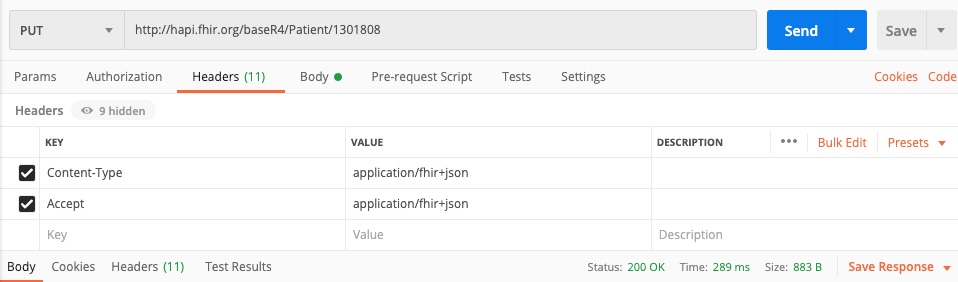 PUT http://hapi.fhir.org/baseR4/Patient/1301808 Send Save
Params Authorization Headers (11) Body Pre-request Script Tests Settings Cookies Code
Headers 9 hidden
KEY VALUE DESCRIPTION ••• Bulk Edit Presets
Content-Type application/fhir+json
Accept application/fhir+json
Key Value Description
Body Cookies Headers (11) Test Results Status: 200 OK Time: 289 ms Size: 883 B Save Response